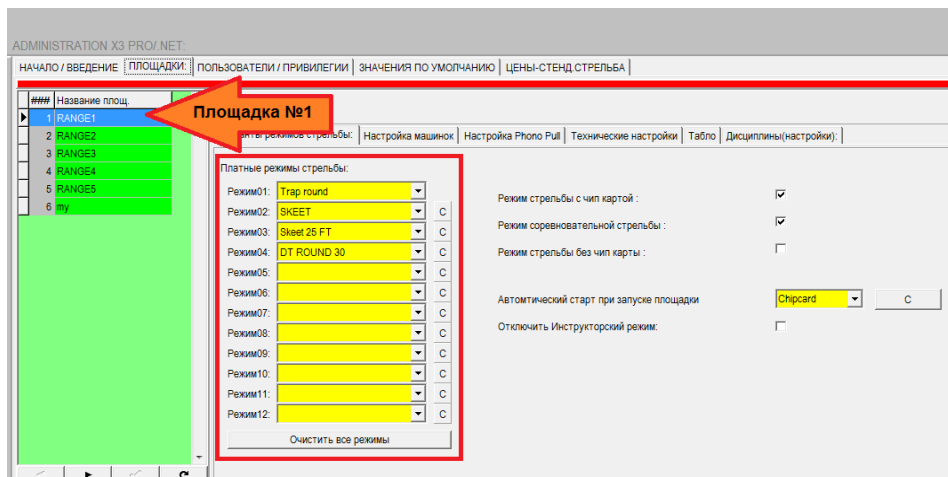 ADMINISTRATION X3 PRO/.NET:
НАЧАЛО / ВВЕДЕНИЕ ПЛОЩАДКИ: ПОЛЬЗОВАТЕЛИ / ПРИВИЛЕГИИ ЗНАЧЕНИЯ ПО УМОЛЧАНИЮ ЦЕНЫ-СТЕНД.СТРЕЛЬБА
### Название площ.
1 RANGE1
2 RANGE2
3 RANGE3
4 RANGE4
5 RANGE5
6 my
Площадка №1
режимов стрельбы: Настройка машинок Настройка Phono Pull Технические настройки Табло Дисциплины(настройки):
Платные режимы стрельбы:
Режим01: Trap round
Режим02: SKEET C
Режим03: Skeet 25 FT C
Режим04: DT ROUND 30 C
Режим05: C
Режим06: C
Режим07: C
Режим08: C
Режим09: C
Режим10: C
Режим11: C
Режим12: C
Очистить все режимы
Режим стрельбы с чип картой :
Режим соревновательной стрельбы :
Режим стрельбы без чип карты :
Автомтический старт при запуске площадки Chipcard C
Отключить Инструкторский режим: